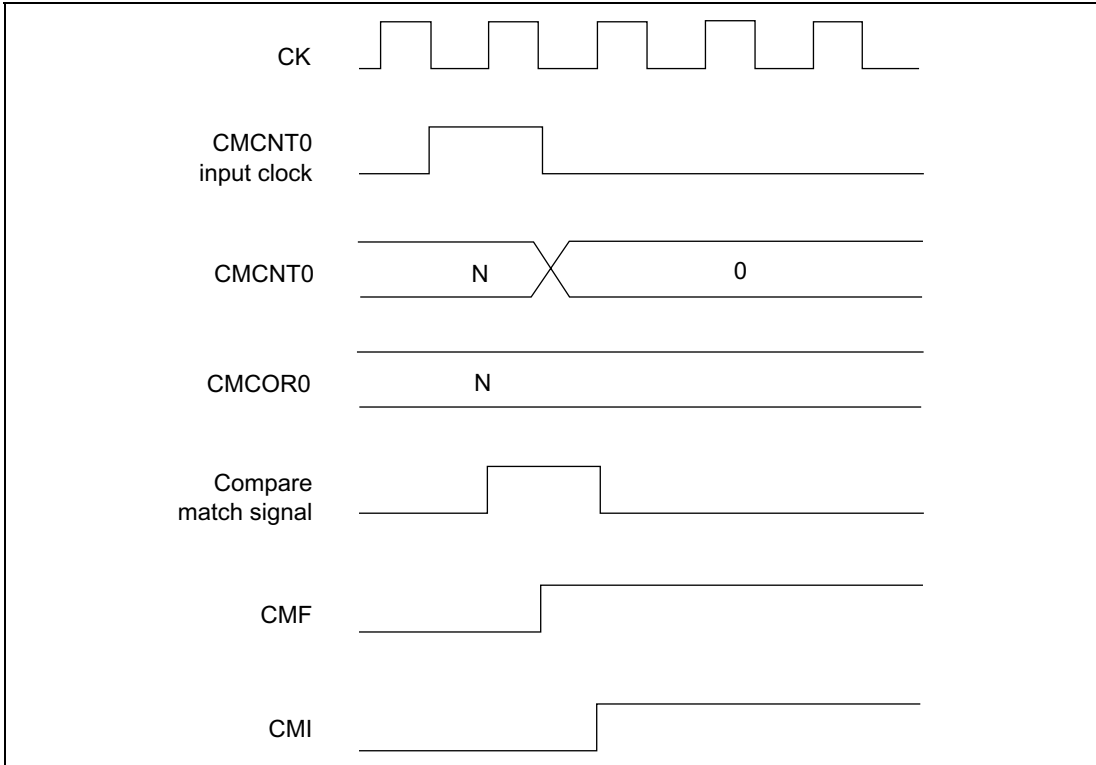 CK
CMCNT0
input clock
CMCNT0
N
0
CMCOR0
N
Compare
match signal
CMF
CMI